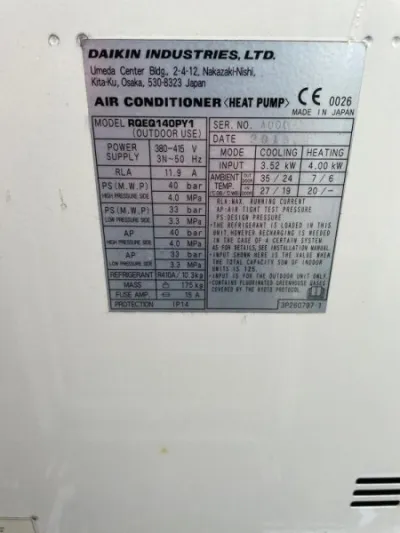 DAIKIN INDUSTRIES, LTD.
Umeda Center Bldg., 2-4-12, Nakazaki-Nishi,
Kita-Ku, Osaka, 530-8323 Japan
AIR CONDITIONER <HEAT PUMP> CE 0026
MADE IN JAPAN
MODEL RQEQ140PY1
(OUTDOOR USE)
POWER SUPPLY 380-415 V 3N~50 Hz
RLA 11.9 A
PS (M.W.P) HIGH PRESSURE SIDE 40 bar 4.0 MPa
PS (M.W.P) LOW PRESSURE SIDE 33 bar 3.3 MPa
AP HIGH PRESSURE SIDE 40 bar 4.0 MPa
AP LOW PRESSURE SIDE 33 bar 3.3 MPa
REFRIGERANT R410A / 10.3kg
MASS 175 kg
FUSE AMP. 15 A
PROTECTION IP14
SER. NO.
DATE
MODE COOLING HEATING
INPUT 3.52 kW 4.00 kW
AMBIENT TEMP. 35 / 24 7 / 6
27 / 19 20 / -
RLA-MAX. RUNNING CURRENT
AP-AIR TIGHT TEST PRESSURE
PS DESIGN PRESSURE
•THE REFRIGERANT IS LOADED IN THIS
UNIT, HOWEVER RECHARGING IS NEEDED
IN THE CASE OF A CERTAIN SYSTEM
AS FOR DETAILS, SEE INSTALLATION MANUAL.
•INPUT SHOWN HERE IS THE VALUE WHEN
THE TOTAL CAPACITY SUM OF INDOOR
UNITS IS 125.
•INPUT IS FOR THE OUTDOOR UNIT ONLY
•CONTAINS FLUORINATED GREENHOUSE GASES
COVERED BY THE KYOTO PROTOCOL
3P280797-1